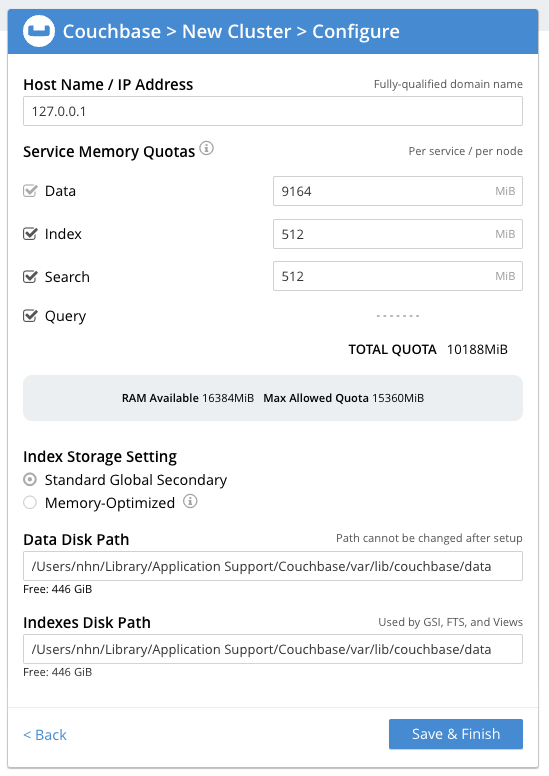 Couchbase > New Cluster > Configure
Host Name / IP Address Fully-qualified domain name
127.0.0.1
Service Memory Quotas Per service / per node
Data 9164 MiB
Index 512 MiB
Search 512 MiB
Query -------
TOTAL QUOTA 10188MiB
RAM Available 16384MiB Max Allowed Quota 15360MiB
Index Storage Setting
Standard Global Secondary
Memory-Optimized
Data Disk Path Path cannot be changed after setup
/Users/nhn/Library/Application Support/Couchbase/var/lib/couchbase/data
Free: 446 GiB
Indexes Disk Path Used by GSI, FTS, and Views
/Users/nhn/Library/Application Support/Couchbase/var/lib/couchbase/data
Free: 446 GiB
< Back Save & Finish